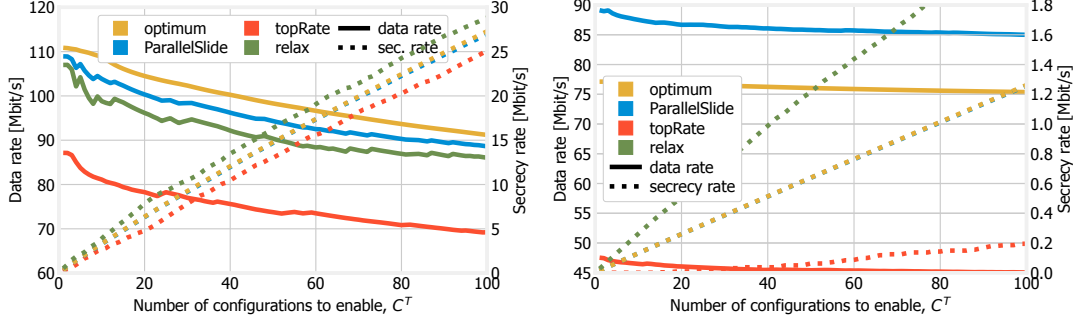 optimum
ParallelSlide
topRate
relax
data rate
sec. rate
Data rate [Mbit/s]
120
110
100
90
80
70
60
0
20
40
60
80
100
30
25
20
15
10
5
0
Secrecy rate [Mbit/s]
Number of configurations to enable, C^T
optimum
ParallelSlide
topRate
relax
data rate
secrecy rate
Data rate [Mbit/s]
90
85
80
75
70
65
60
55
50
45
0
20
40
60
80
100
1.8
1.6
1.4
1.2
1.0
0.8
0.6
0.4
0.2
0.0
Secrecy rate [Mbit/s]
Number of configurations to enable, C^T